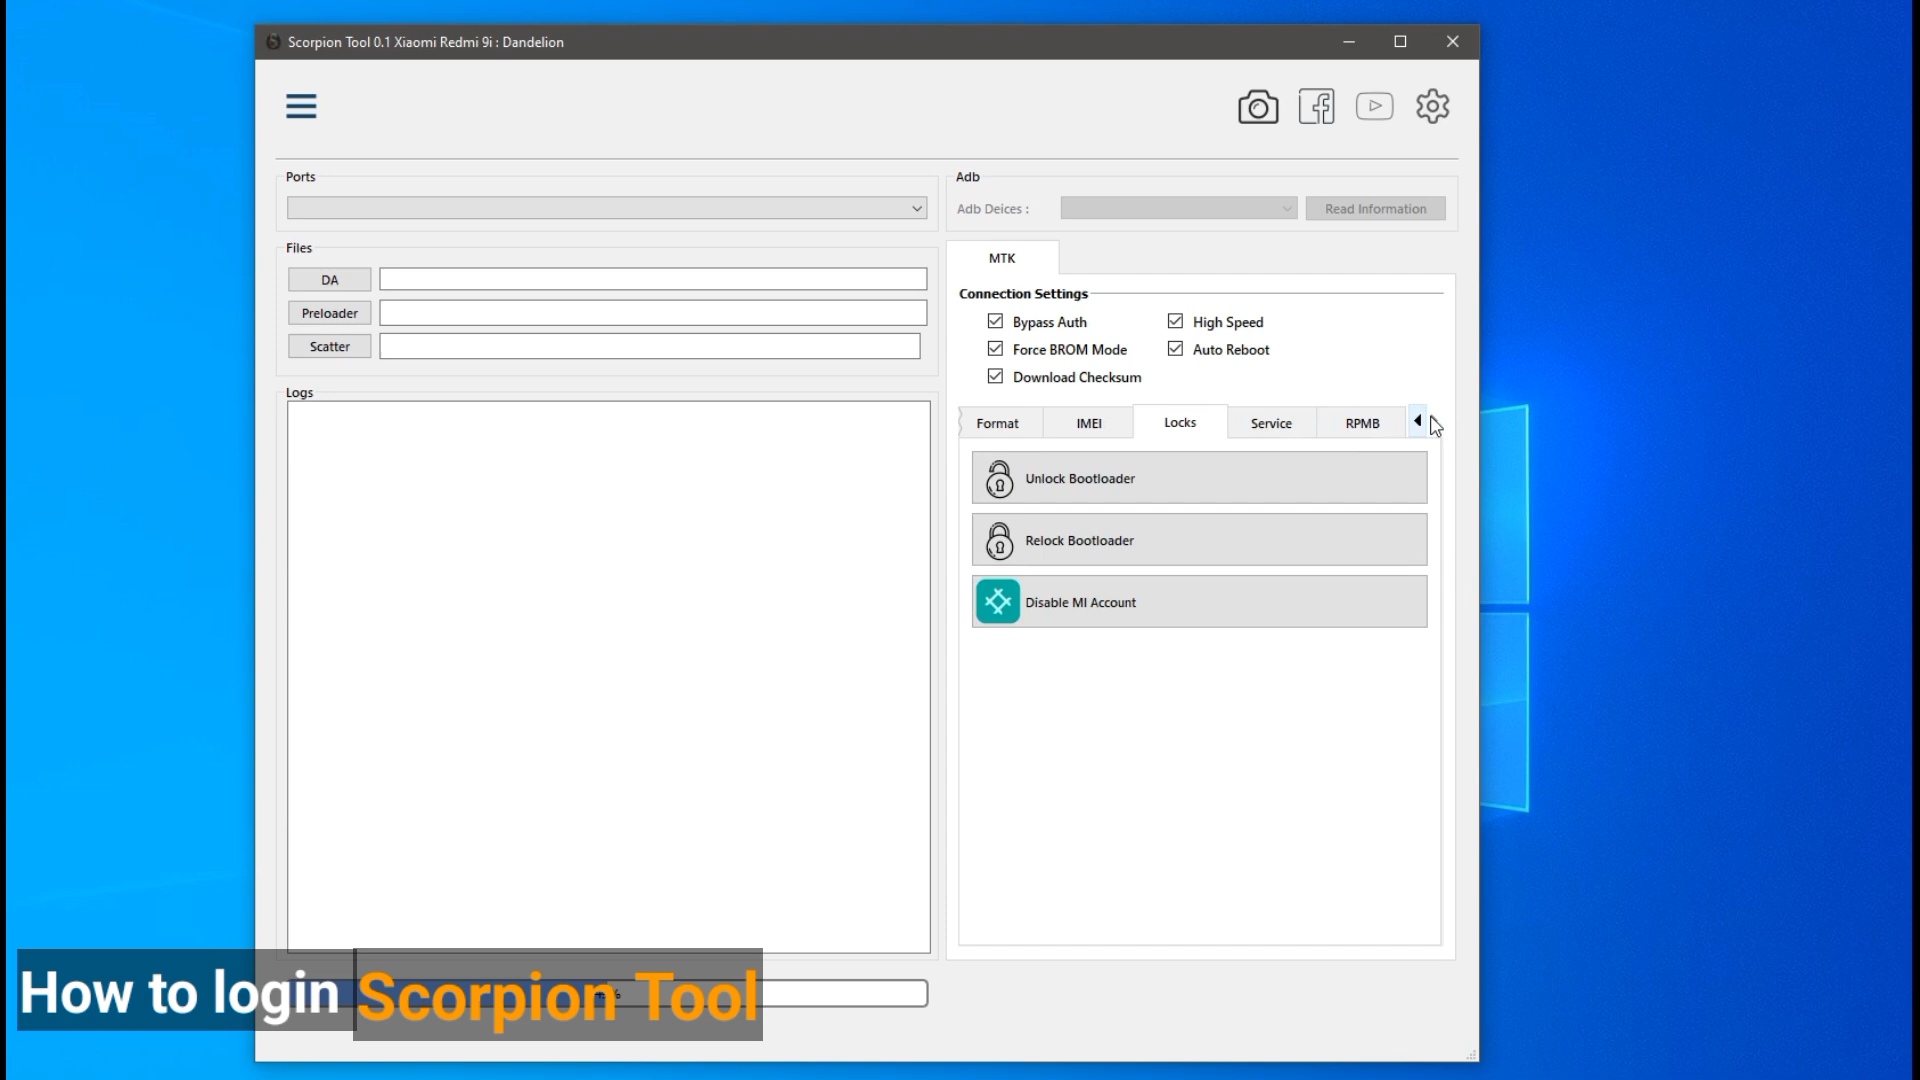 Scorpion Tool 0.1 Xiaomi Redmi 9i : Dandelion
Ports
Adb
Adb Deices :
Read Information
Files
DA
Preloader
Scatter
MTK
Connection Settings
Bypass Auth
High Speed
Force BROM Mode
Auto Reboot
Download Checksum
Logs
Format
IMEI
Locks
Service
RPMB
Unlock Bootloader
Relock Bootloader
Disable MI Account
How to login Scorpion Tool